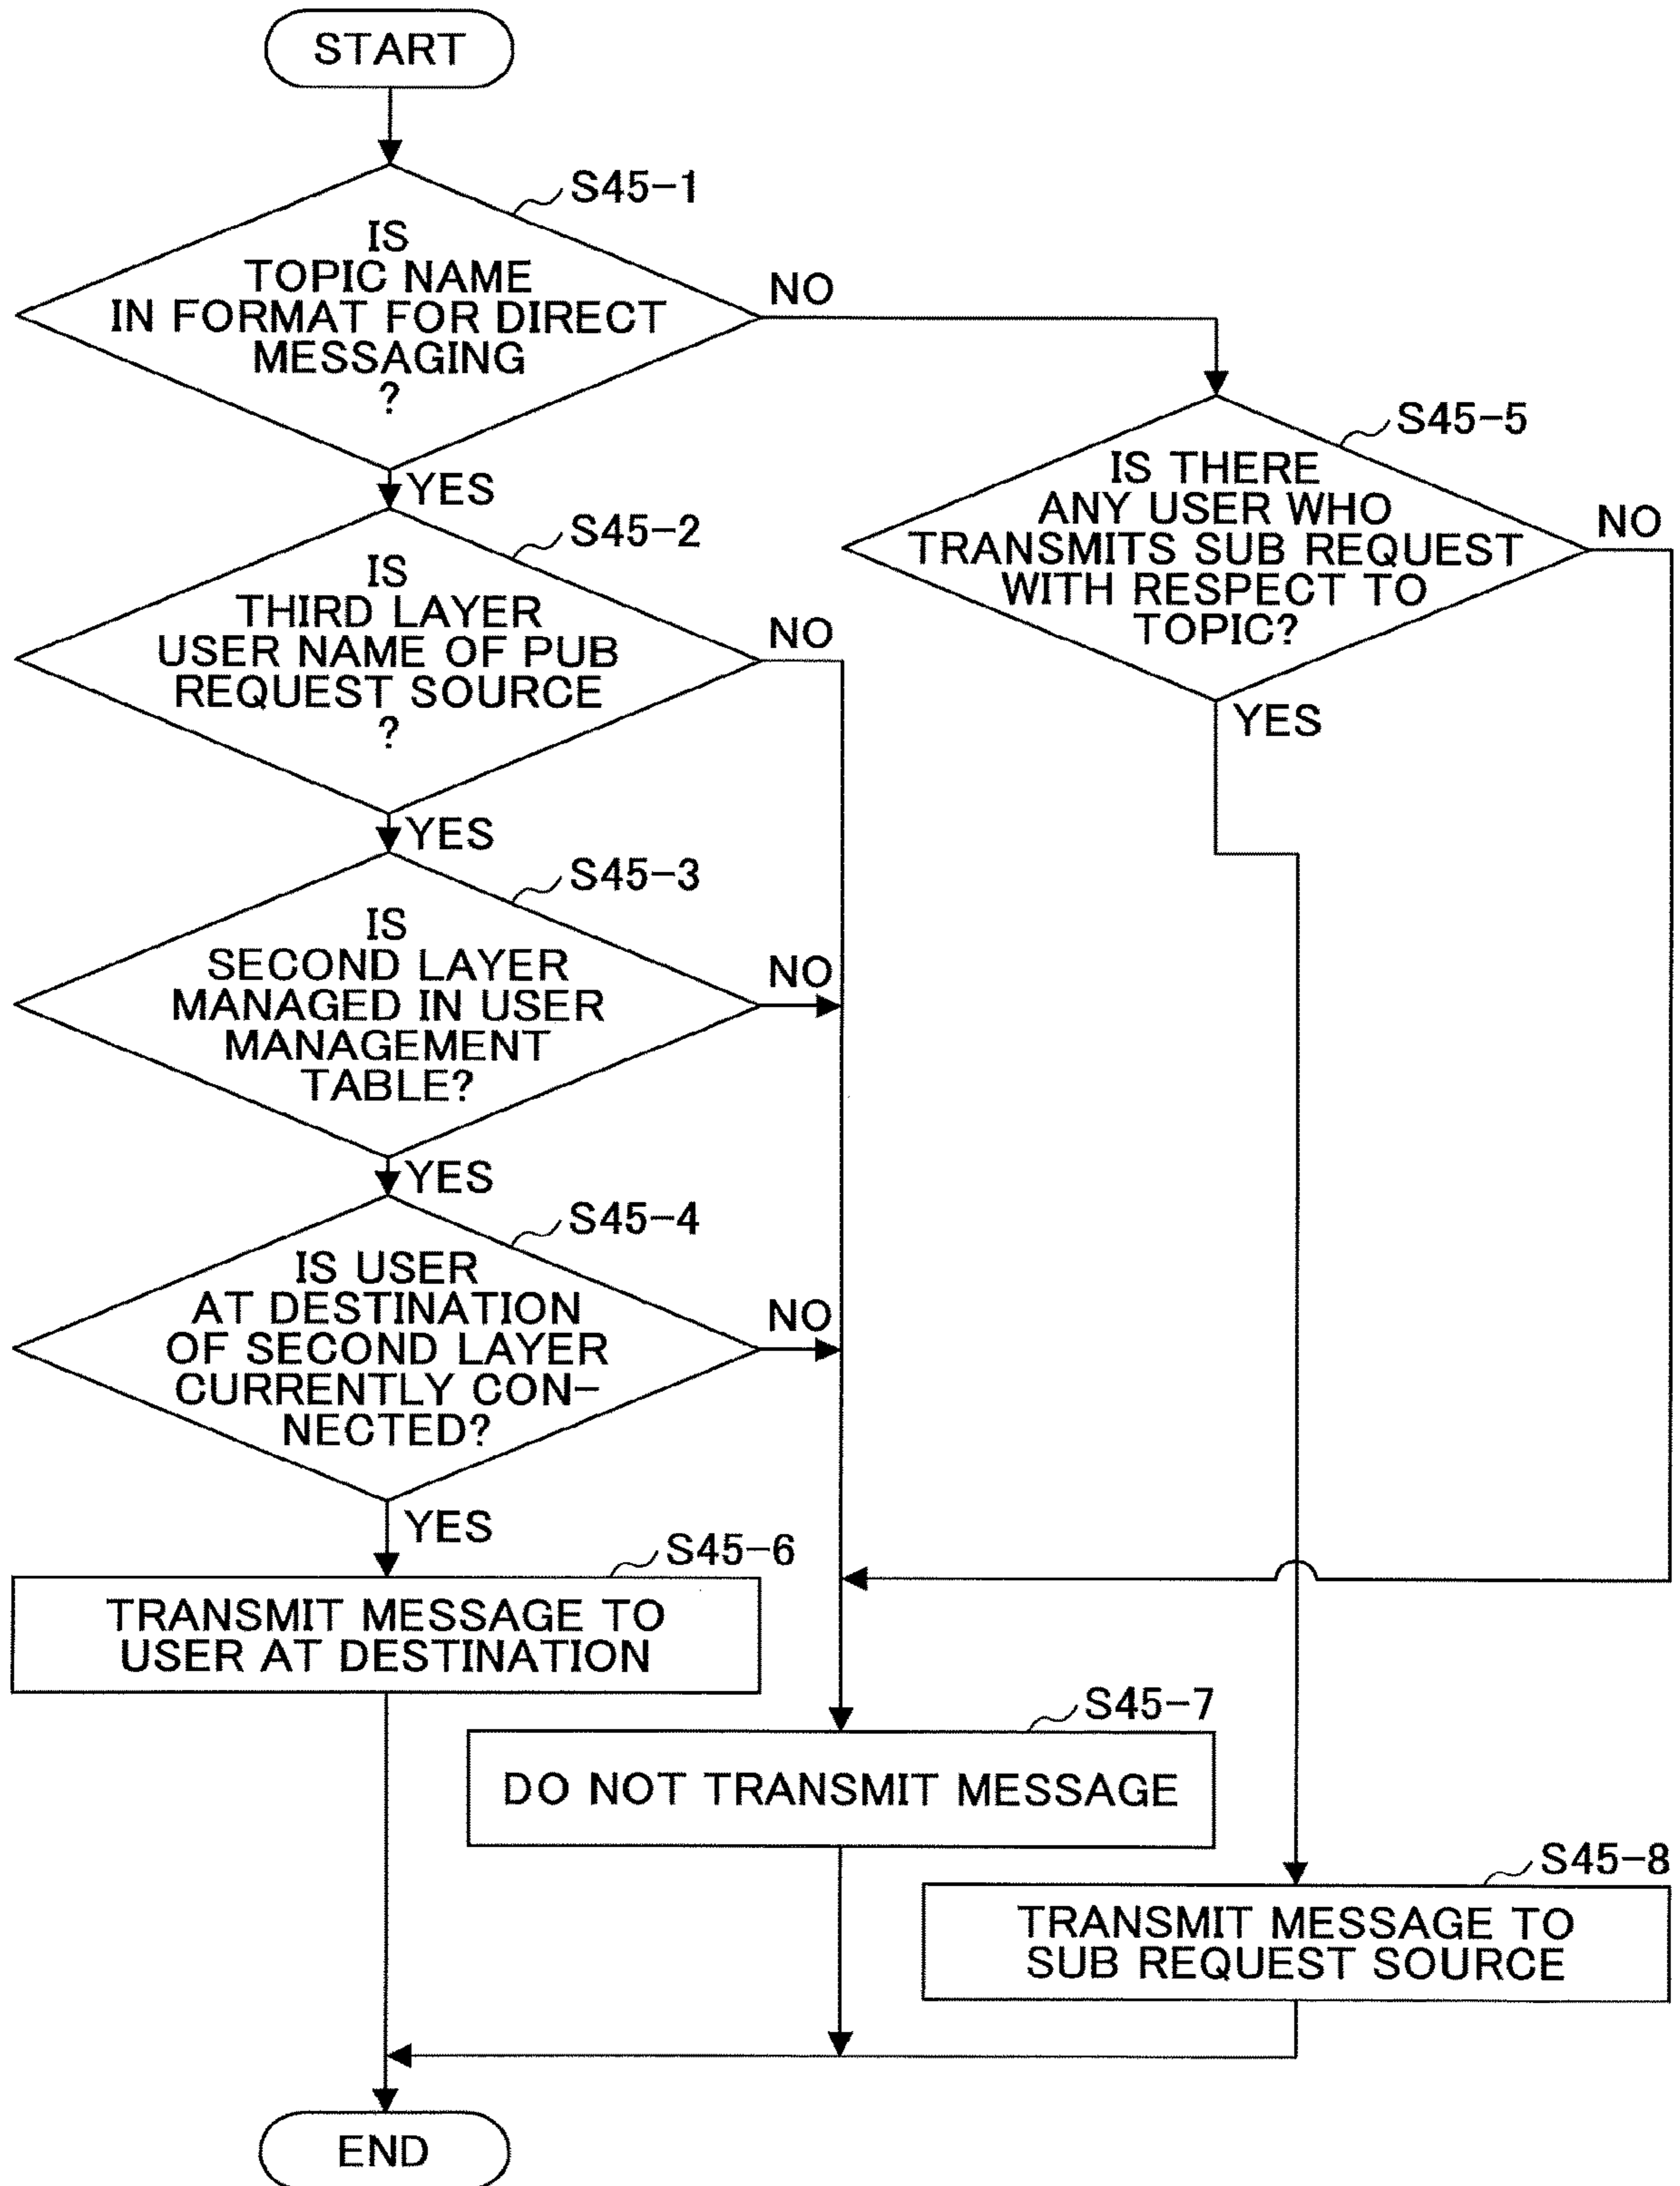 START
S45-1
IS
TOPIC NAME
IN FORMAT FOR DIRECT
MESSAGING
?
NO
YES
S45-5
IS THERE
ANY USER WHO
TRANSMITS SUB REQUEST
WITH RESPECT TO
TOPIC?
NO
YES
S45-2
IS
THIRD LAYER
USER NAME OF PUB
REQUEST SOURCE
?
NO
YES
S45-3
IS
SECOND LAYER
MANAGED IN USER
MANAGEMENT
TABLE?
NO
YES
S45-4
IS USER
AT DESTINATION
OF SECOND LAYER
CURRENTLY CON-
NECTED?
NO
YES
S45-6
TRANSMIT MESSAGE TO
USER AT DESTINATION
S45-7
DO NOT TRANSMIT MESSAGE
S45-8
TRANSMIT MESSAGE TO
SUB REQUEST SOURCE
END